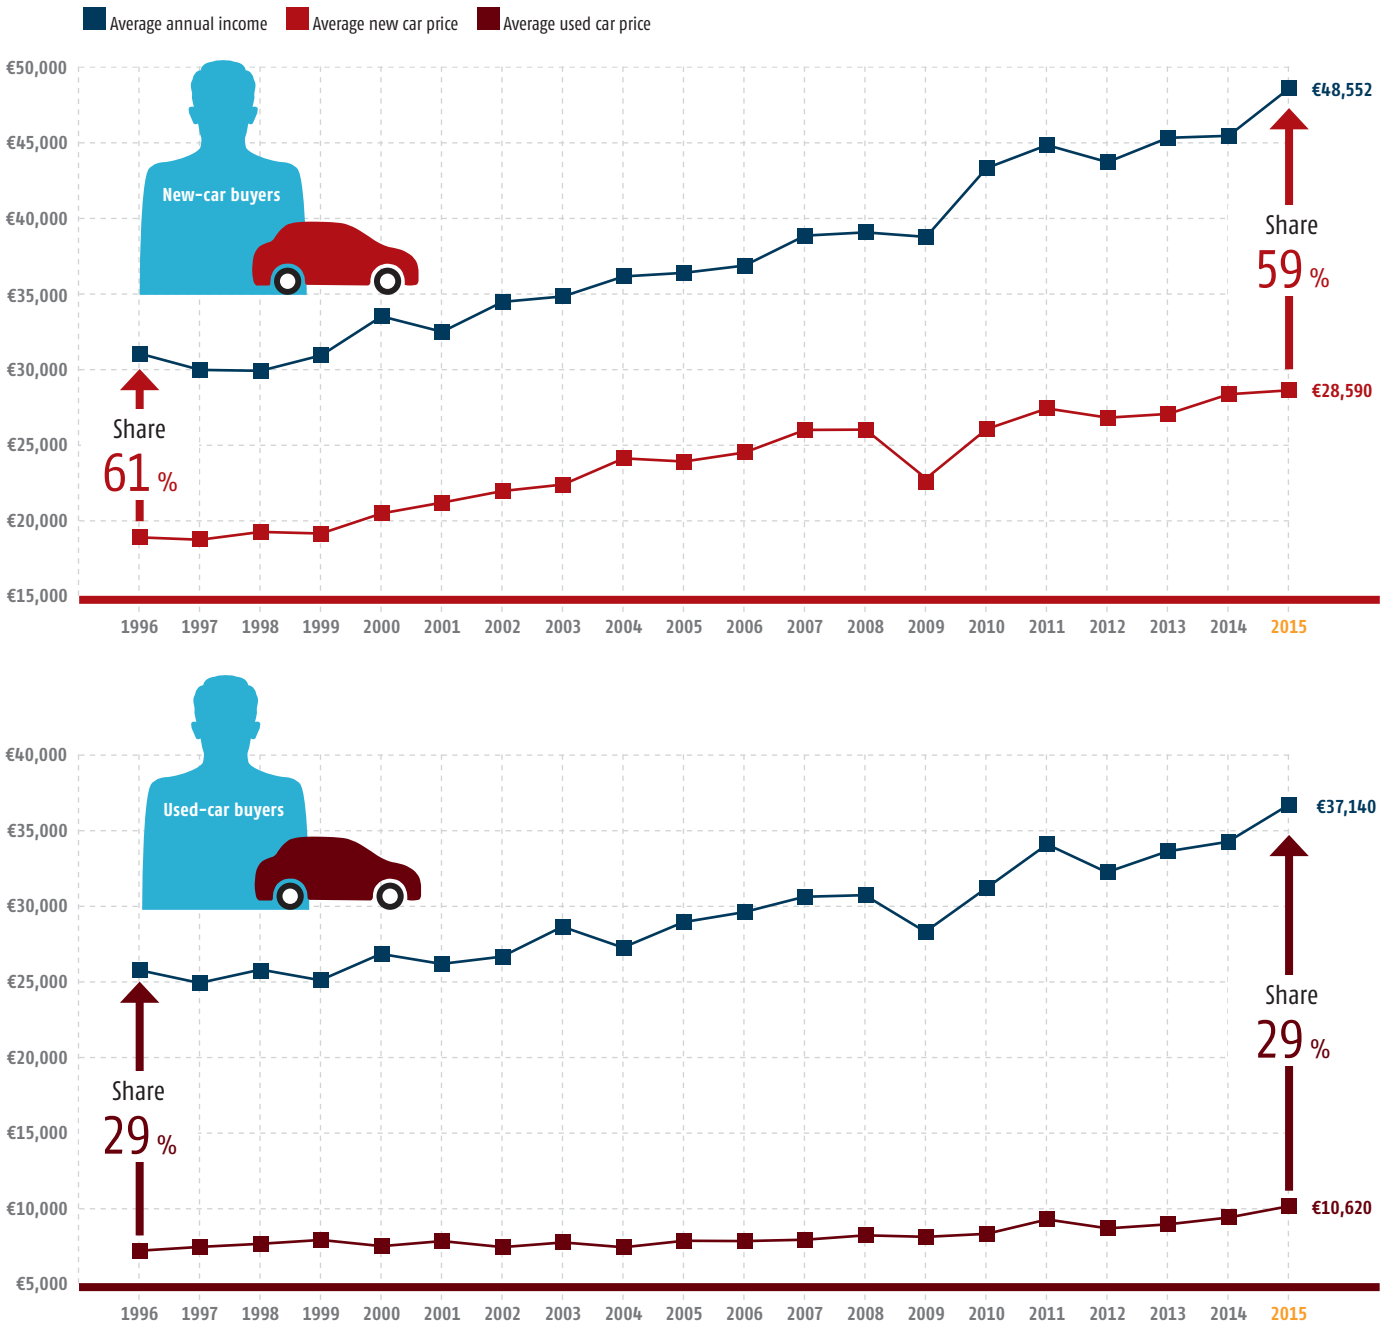 Average annual income Average new car price Average used car price
€50,000
€48,552
€45,000
New-car buyers
€40,000
Share
59 %
€35,000
€30,000
€28,590
Share
€25,000
61 %
€20,000
€15,000
1996 1997 1998 1999 2000 2001 2002 2003 2004 2005 2006 2007 2008 2009 2010 2011 2012 2013 2014 2015
€40,000
€37,140
Used-car buyers
€35,000
€30,000
€25,000
Share
29 %
€20,000
Share
29 %
€15,000
€10,000
€10,620
€5,000
1996 1997 1998 1999 2000 2001 2002 2003 2004 2005 2006 2007 2008 2009 2010 2011 2012 2013 2014 2015